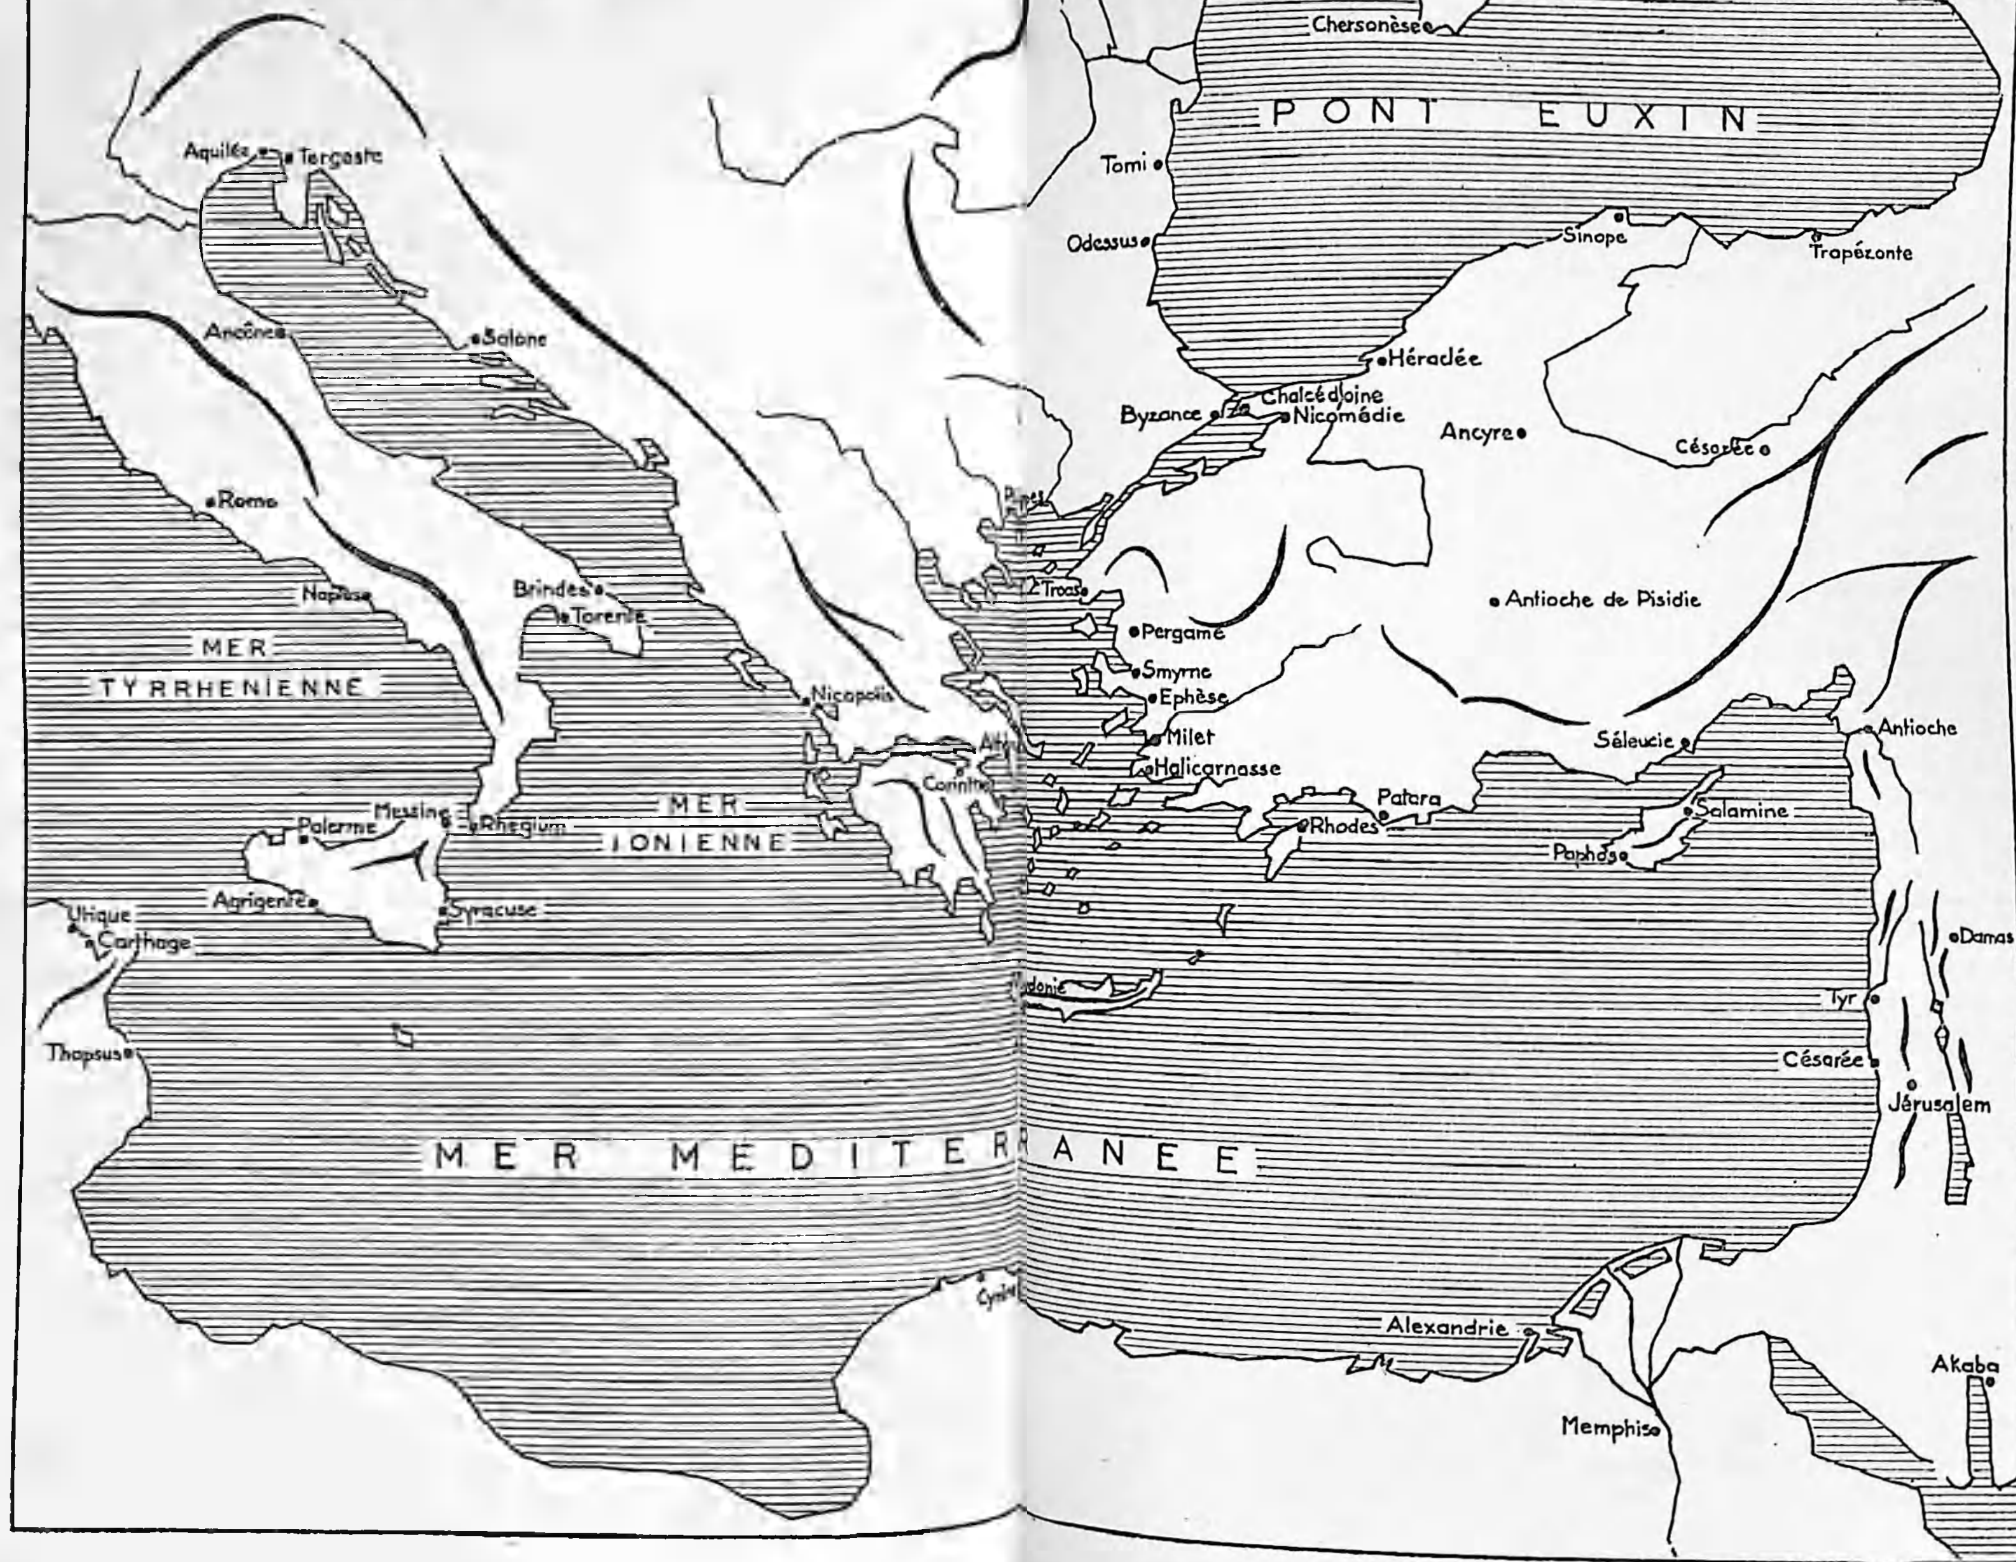 Chersonèse
PONT EUXIN
Aquilée
Tergeste
Tomi
Odessus
Sinope
Trapézonte
Ancône
Salone
Héraclée
Chalcédoine
Byzance
Nicomédie
Ancyre
Césarée
Rome
Naples
Brindes
Tarente
Troas
Antioche de Pisidie
Pergame
MER
TYRRHENIENNE
Smyrne
Ephèse
Nicopolis
Milet
Séleucie
Antioche
Halicarnasse
Corinthe
Patara
Messine
Palerme
Rhegium
MER
IONIENNE
Rhodes
Salamine
Paphos
Agrigente
Syracuse
Utique
Carthage
Damas
Tyr
Thapsus
Césarée
Jérusalem
MER MÉDITERRANEE
Alexandrie
Akaba
Memphis